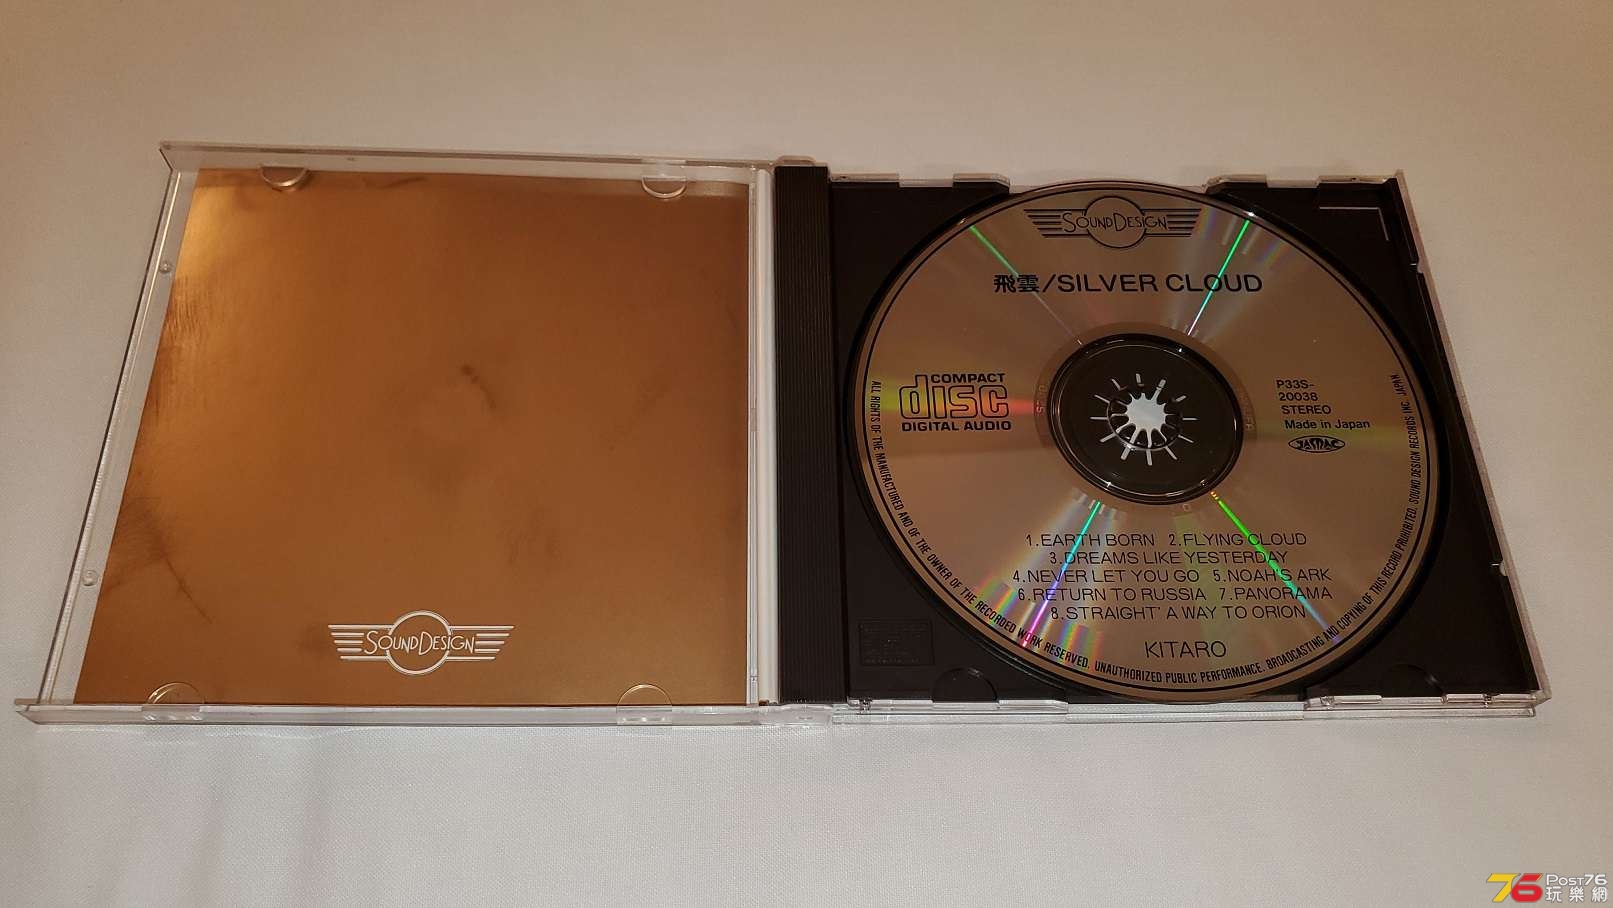 SOUNDDESIGN
SOUNDDESIGN
飛雲/SILVER CLOUD
COMPACT
disc
DIGITAL AUDIO
P33S-
20038
STEREO
Made in Japan
JASRAC
1.EARTH BORN 2.FLYING CLOUD
3.DREAMS LIKE YESTERDAY
4.NEVER LET YOU GO 5.NOAH'S ARK
6.RETURN TO RUSSIA 7.PANORAMA
8.STRAIGHT' A WAY TO ORION
KITARO
ALL RIGHTS OF THE MANUFACTURED AND OF THE OWNER OF THE RECORDED WORK RESERVED. UNAUTHORIZED PUBLIC PERFORMANCE. BROADCASTING AND COPYING OF THIS RECORD PROHIBITED. SOUND DESIGN RECORDS INC. JAPAN
76 POST76
玩樂網